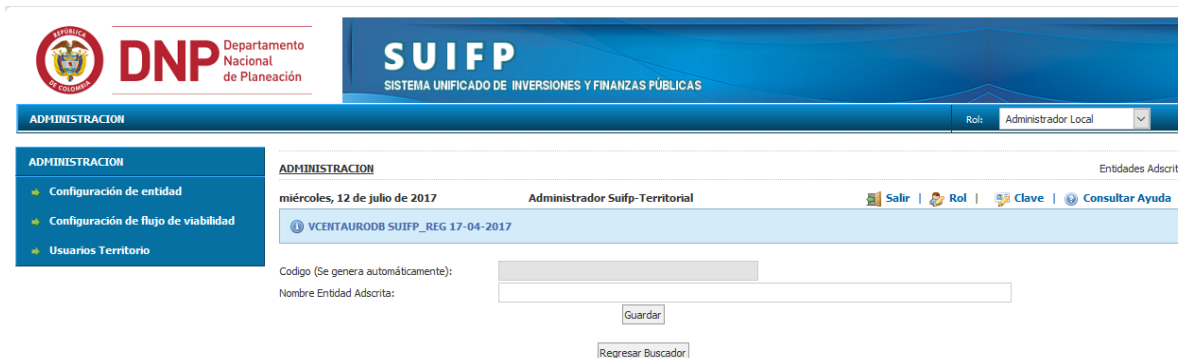 REPÚBLICA
DE COLOMBIA
DNP
Departamento
Nacional
de Planeación
SUIFP
SISTEMA UNIFICADO DE INVERSIONES Y FINANZAS PÚBLICAS
ADMINISTRACION Rol: Administrador Local
ADMINISTRACION
Configuración de entidad
Configuración de flujo de viabilidad
Usuarios Territorio
ADMINISTRACION Entidades Adscrit
miércoles, 12 de julio de 2017 Administrador Suifp-Territorial Salir | Rol | Clave | Consultar Ayuda
VCENTAURODB SUIFP_REG 17-04-2017
Codigo (Se genera automáticamente):
Nombre Entidad Adscrita:
Guardar
Regresar Buscador